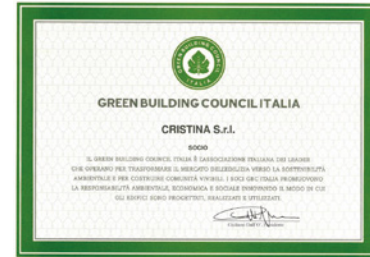 GREEN BUILDING COUNCIL
ITALIA
GREEN BUILDING COUNCIL ITALIA
CRISTINA S.r.l.
SOCIO
IL GREEN BUILDING COUNCIL ITALIA È L'ASSOCIAZIONE ITALIANA DEI LEADER
CHE OPERANO PER TRASFORMARE IL MERCATO DELL'EDILIZIA VERSO LA SOSTENIBILITÀ
AMBIENTALE E PER COSTRUIRE COMUNITÀ VIVIBILI. I SOCI GBC ITALIA PROMUOVONO
LA RESPONSABILITÀ AMBIENTALE, ECONOMICA E SOCIALE INNOVANDO IL MODO IN CUI
GLI EDIFICI SONO PROGETTATI, REALIZZATI E UTILIZZATI.